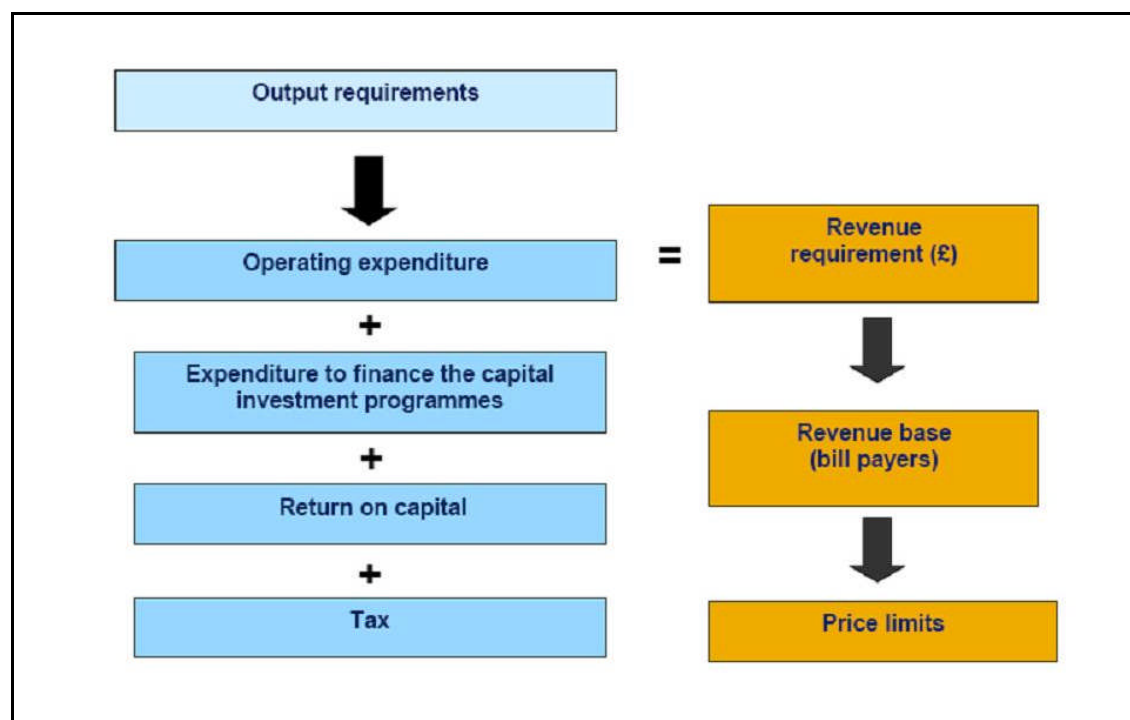 Output requirements
Operating expenditure
+
Expenditure to finance the capital
investment programmes
+
Return on capital
+
Tax
=
Revenue
requirement (£)
Revenue base
(bill payers)
Price limits